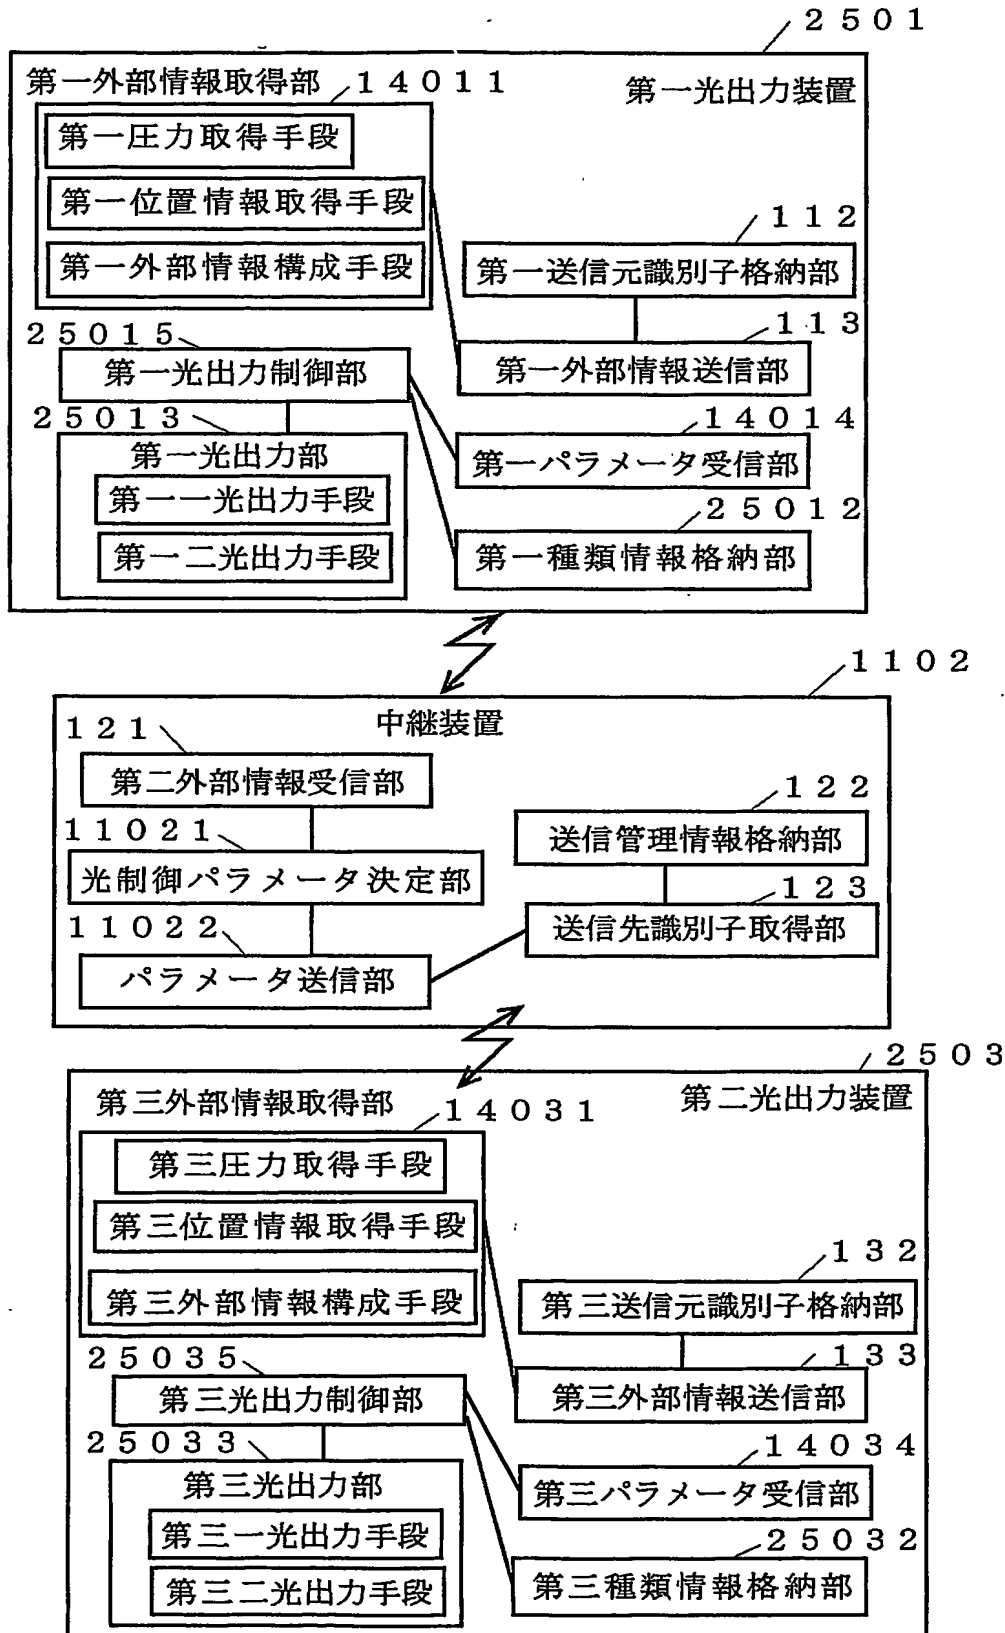 2501
第一外部情報取得部
14011
第一光出力装置
第一圧力取得手段
第一位置情報取得手段
112
第一外部情報構成手段
第一送信元識別子格納部
25015
113
第一光出力制御部
第一外部情報送信部
25013
14014
第一光出力部
第一パラメータ受信部
第一一光出力手段
25012
第一二光出力手段
第一種類情報格納部
1102
中継装置
121
第二外部情報受信部
122
11021
送信管理情報格納部
光制御パラメータ決定部
123
11022
送信先識別子取得部
パラメータ送信部
2503
第三外部情報取得部
14031
第二光出力装置
第三圧力取得手段
第三位置情報取得手段
132
第三外部情報構成手段
第三送信元識別子格納部
25035
133
第三光出力制御部
第三外部情報送信部
25033
14034
第三光出力部
第三パラメータ受信部
第三一光出力手段
25032
第三二光出力手段
第三種類情報格納部